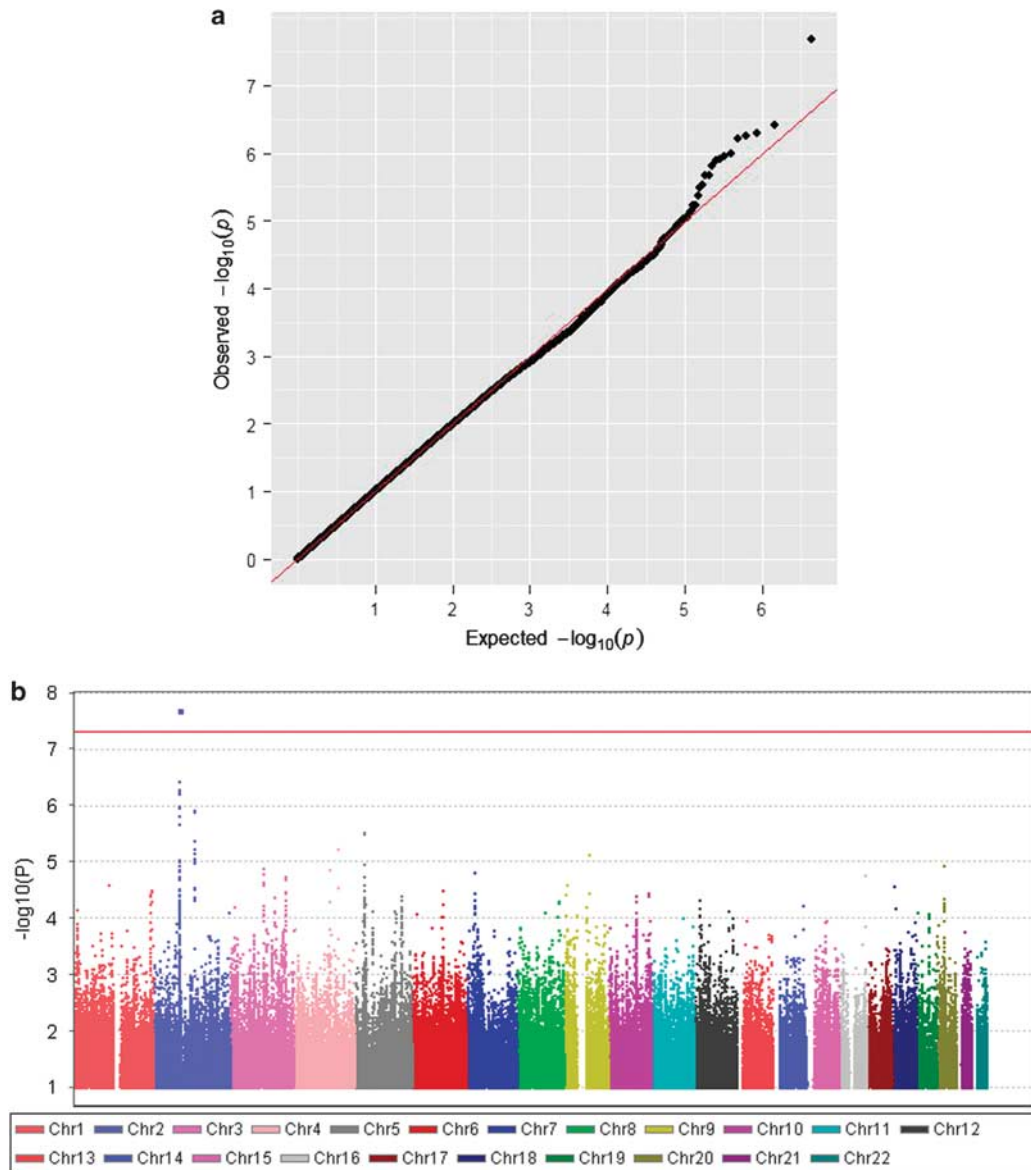 a
7
6
5
4
3
2
1
0
Observed −log10(p)
1 2 3 4 5 6
Expected −log10(p)
b
8
7
6
5
4
3
2
1
-log10(P)
Chr1 Chr2 Chr3 Chr4 Chr5 Chr6 Chr7 Chr8 Chr9 Chr10 Chr11 Chr12
Chr13 Chr14 Chr15 Chr16 Chr17 Chr18 Chr19 Chr20 Chr21 Chr22